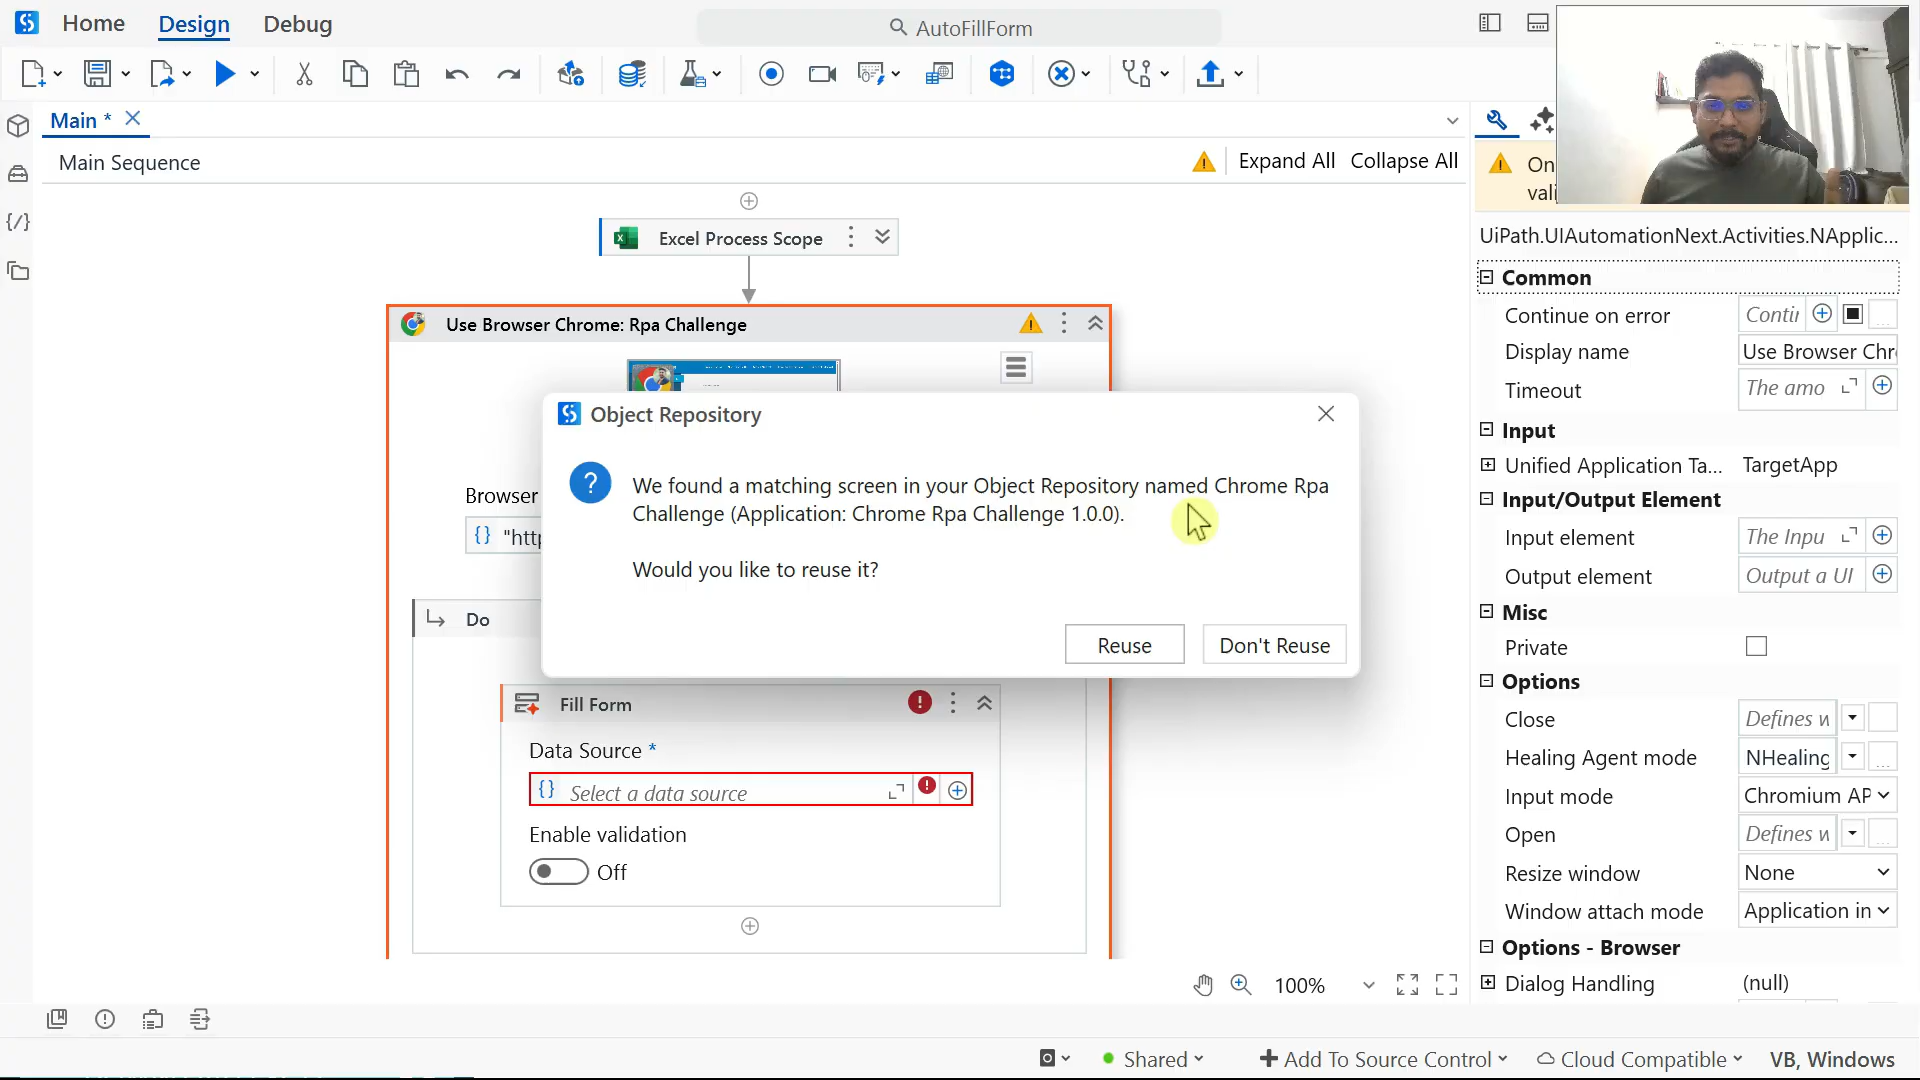 Home
Design
Debug
AutoFillForm
Main *
Main Sequence
Expand All
Collapse All
On
vali
Excel Process Scope
Use Browser Chrome: Rpa Challenge
UiPath.UIAutomationNext.Activities.NApplic...
Common
Continue on error
Contir
...
Display name
Use Browser Chr
Timeout
The amo
Input
Unified Application Ta...
TargetApp
Input/Output Element
Input element
The Inpu
Output element
Output a UI
Misc
Private
Options
Close
Defines w
Healing Agent mode
NHealing
...
Input mode
Chromium AP
Open
Defines w
...
Resize window
None
Window attach mode
Application in
Options - Browser
Dialog Handling
(null)
Object Repository
We found a matching screen in your Object Repository named Chrome Rpa
Challenge (Application: Chrome Rpa Challenge 1.0.0).
Would you like to reuse it?
Reuse
Don't Reuse
Browser
"http
Do
Fill Form
Data Source *
Select a data source
Enable validation
Off
100%
Shared
Add To Source Control
Cloud Compatible
VB, Windows